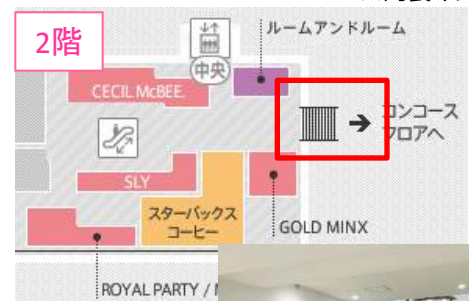 2階
ルームアンドルーム
中央
CECIL McBEE.
コンコース
フロアへ
SLY
スターバックス
コーヒー
GOLD MINX
ROYAL PARTY /